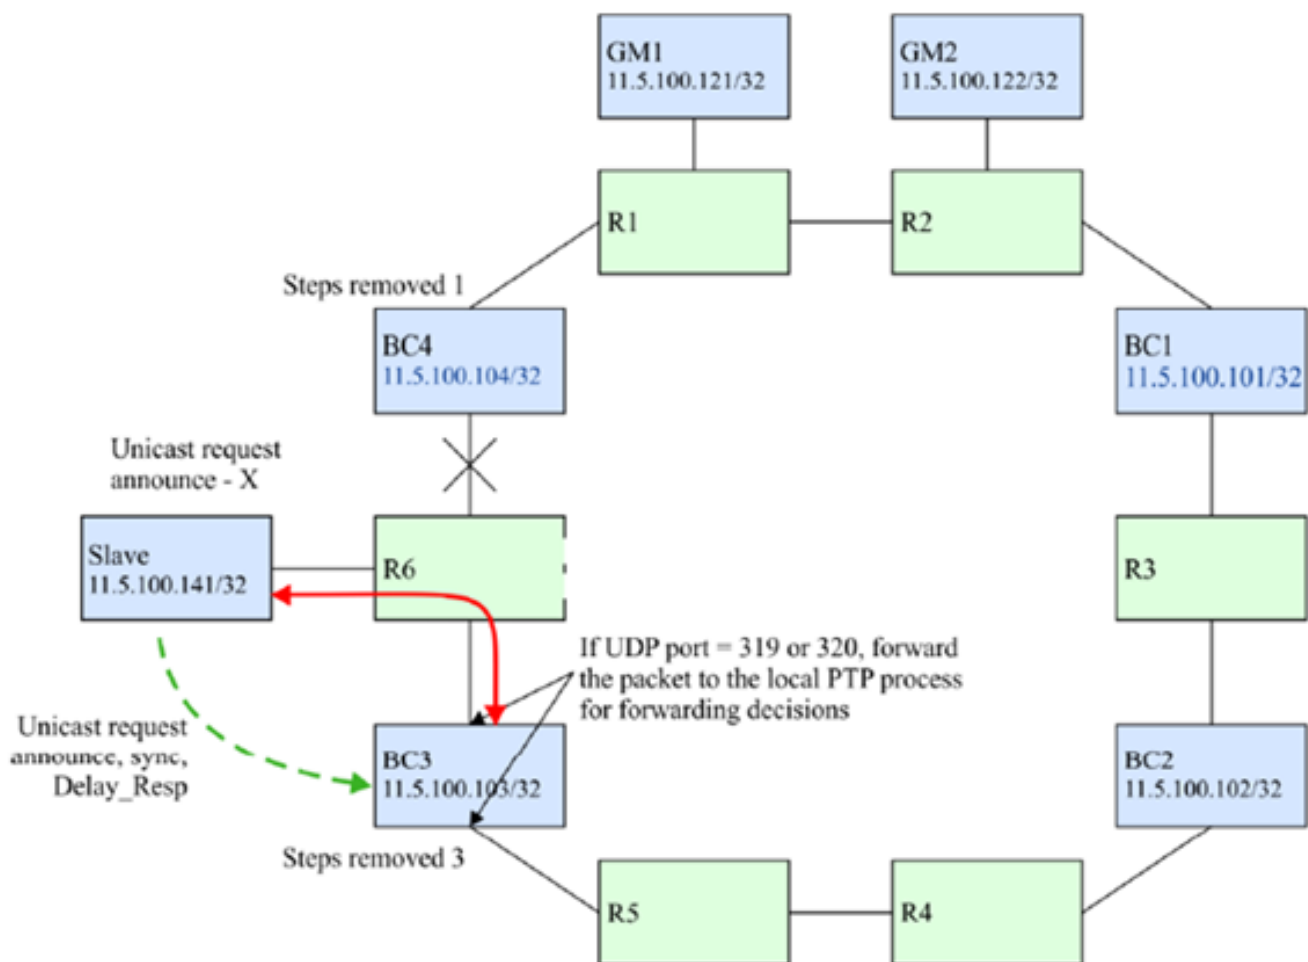 GM1
11.5.100.121/32
GM2
11.5.100.122/32
R1
R2
Steps removed 1
BC4
11.5.100.104/32
BC1
11.5.100.101/32
Unicast request
announce - X
Slave
11.5.100.141/32
R6
R3
If UDP port = 319 or 320, forward
the packet to the local PTP process
for forwarding decisions
Unicast request
announce, sync,
Delay_Resp
BC3
11.5.100.103/32
BC2
11.5.100.102/32
Steps removed 3
R5
R4